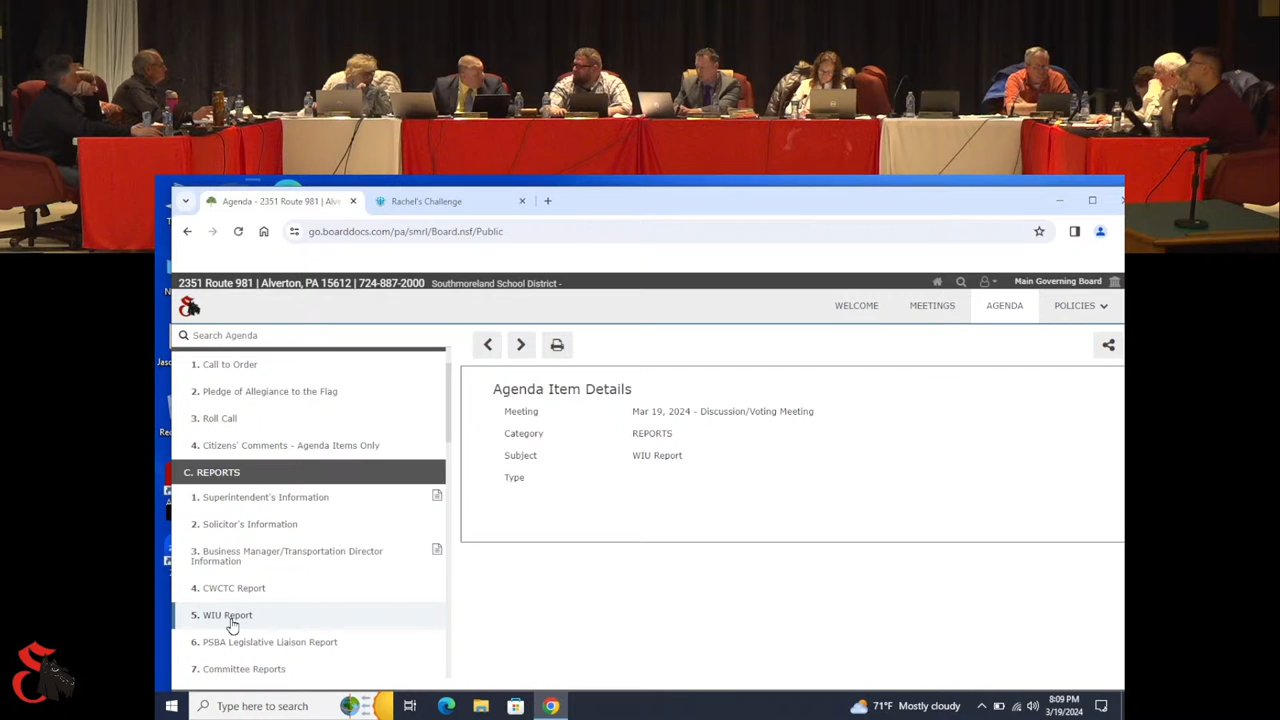 Agenda - 2351 Route 981 | Alv
Rachel's Challenge
go.boarddocs.com/pa/smrl/Board.nsf/Public
2351 Route 981 | Alverton, PA 15612 | 724-887-2000 Southmoreland School District -
Main Governing Board
WELCOME
MEETINGS
AGENDA
POLICIES
Search Agenda
1. Call to Order
2. Pledge of Allegiance to the Flag
3. Roll Call
4. Citizens' Comments - Agenda Items Only
C. REPORTS
1. Superintendent's Information
2. Solicitor's Information
3. Business Manager/Transportation Director
Information
4. CWCTC Report
5. WIU Report
6. PSBA Legislative Liaison Report
7. Committee Reports
Agenda Item Details
Meeting Mar 19, 2024 - Discussion/Voting Meeting
Category REPORTS
Subject WIU Report
Type
Type here to search
71°F Mostly cloudy
8:09 PM
3/19/2024